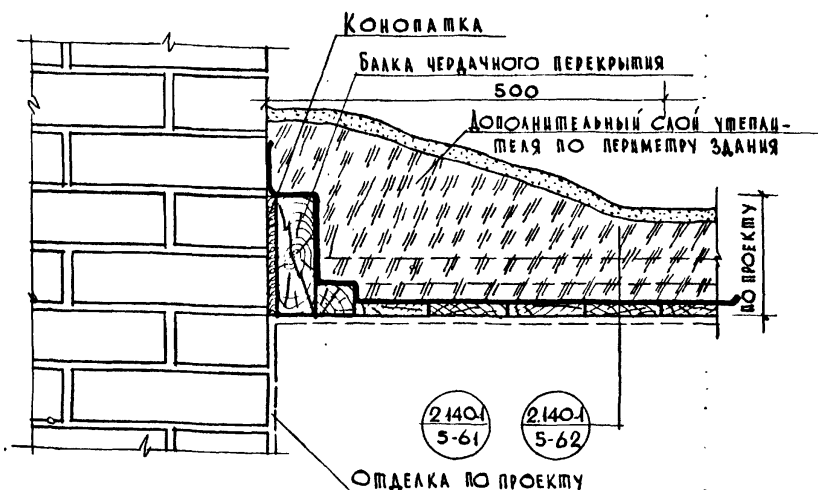 Конопатка
Балка чердачного перекрытия
500
Дополнительный слой утепли-
теля по периметру здания
по проекту
2.140-1
5-61
2.140-1
5-62
Отделка по проекту